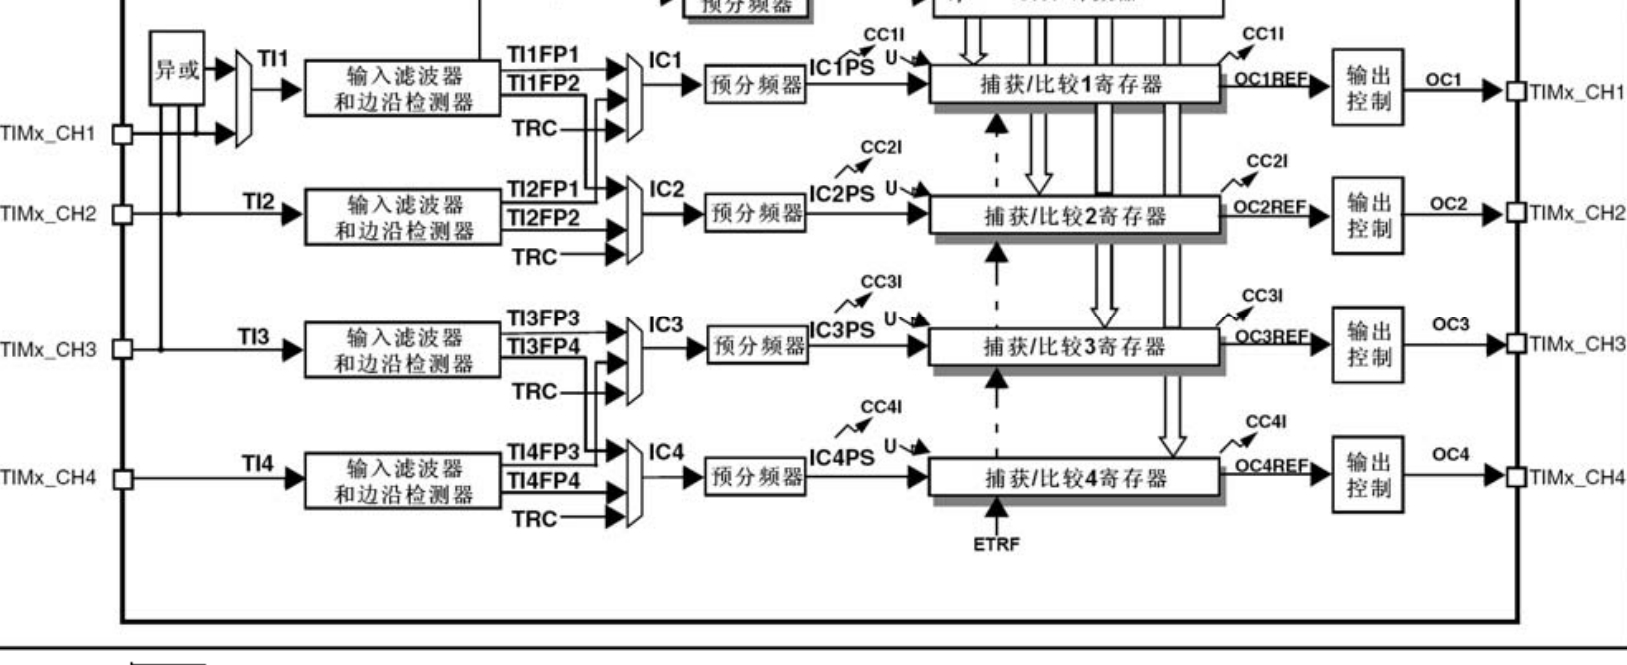 预分频器
异或
TI1
输入滤波器
和边沿检测器
TI1FP1
TI1FP2
TRC
IC1
预分频器
IC1PS
CC1I
U
捕获/比较1寄存器
CC1I
OC1REF
输出
控制
OC1
TIMx_CH1
TIMx_CH1
TIMx_CH2
TI2
输入滤波器
和边沿检测器
TI2FP1
TI2FP2
TRC
IC2
预分频器
IC2PS
CC2I
U
捕获/比较2寄存器
CC2I
OC2REF
输出
控制
OC2
TIMx_CH2
TIMx_CH3
TI3
输入滤波器
和边沿检测器
TI3FP3
TI3FP4
TRC
IC3
预分频器
IC3PS
CC3I
U
捕获/比较3寄存器
CC3I
OC3REF
输出
控制
OC3
TIMx_CH3
TIMx_CH4
TI4
输入滤波器
和边沿检测器
TI4FP3
TI4FP4
TRC
IC4
预分频器
IC4PS
CC4I
U
捕获/比较4寄存器
CC4I
OC4REF
输出
控制
OC4
TIMx_CH4
ETRF